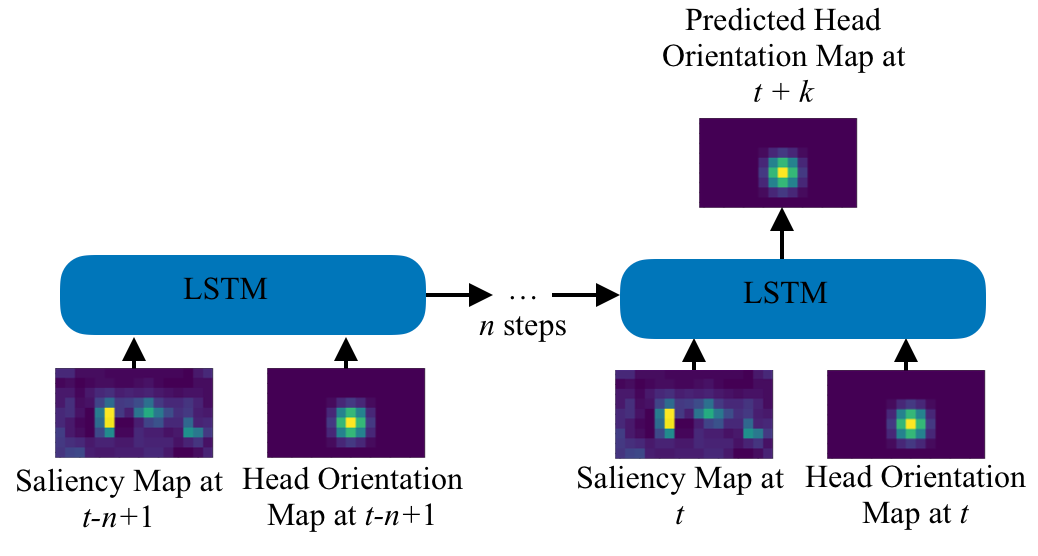 Predicted Head
Orientation Map at
t + k
LSTM
LSTM
…
n steps
Saliency Map at
t-n+1
Head Orientation
Map at t-n+1
Saliency Map at
t
Head Orientation
Map at t